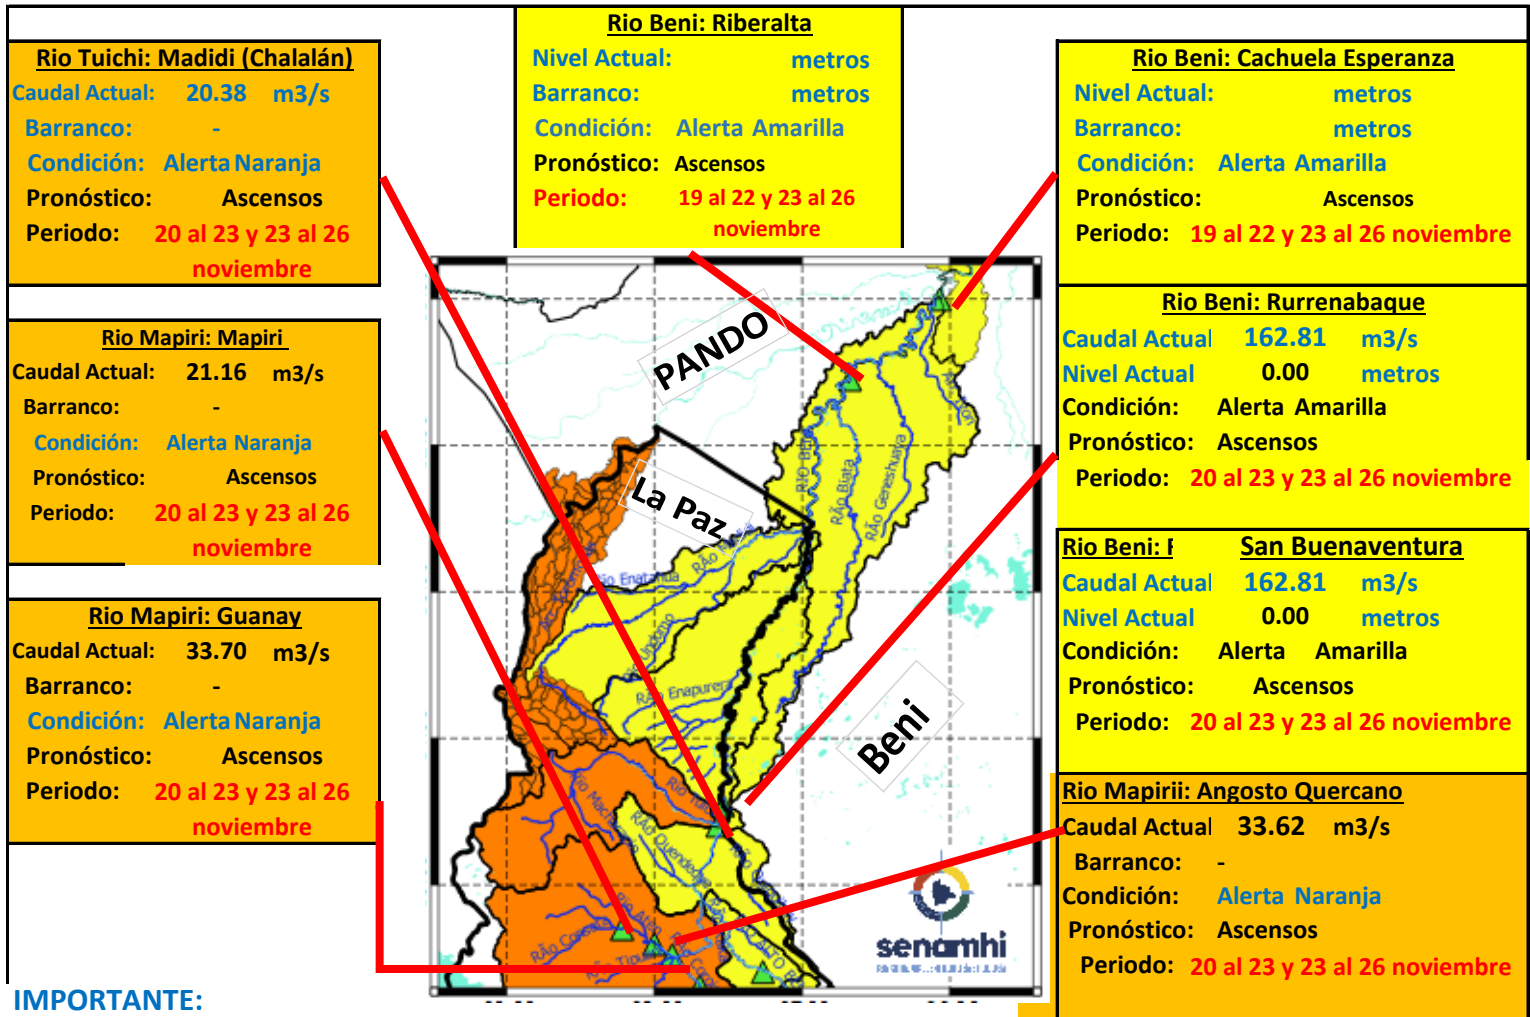 Rio Tuichi: Madidi (Chalalán)
Caudal Actual: 20.38 m3/s
Barranco: -
Condición: Alerta Naranja
Pronóstico: Ascensos
Periodo: 20 al 23 y 23 al 26
noviembre
Rio Mapiri: Mapiri
Caudal Actual: 21.16 m3/s
Barranco: -
Condición: Alerta Naranja
Pronóstico: Ascensos
Periodo: 20 al 23 y 23 al 26
noviembre
Rio Mapiri: Guanay
Caudal Actual: 33.70 m3/s
Barranco: -
Condición: Alerta Naranja
Pronóstico: Ascensos
Periodo: 20 al 23 y 23 al 26
noviembre
Rio Beni: Riberalta
Nivel Actual: metros
Barranco: metros
Condición: Alerta Amarilla
Pronóstico: Ascensos
Periodo: 19 al 22 y 23 al 26
noviembre
PANDO
La Paz
Beni
RÃo Biata
RÃo Geneshuaya
RÃo Enapurera
senamhi
Rio Beni: Cachuela Esperanza
Nivel Actual: metros
Barranco: metros
Condición: Alerta Amarilla
Pronóstico: Ascensos
Periodo: 19 al 22 y 23 al 26 noviembre
Rio Beni: Rurrenabaque
Caudal Actual 162.81 m3/s
Nivel Actual 0.00 metros
Condición: Alerta Amarilla
Pronóstico: Ascensos
Periodo: 20 al 23 y 23 al 26 noviembre
Rio Beni: San Buenaventura
Caudal Actual 162.81 m3/s
Nivel Actual 0.00 metros
Condición: Alerta Amarilla
Pronóstico: Ascensos
Periodo: 20 al 23 y 23 al 26 noviembre
Rio Mapirii: Angosto Quercano
Caudal Actual 33.62 m3/s
Barranco: -
Condición: Alerta Naranja
Pronóstico: Ascensos
Periodo: 20 al 23 y 23 al 26 noviembre
IMPORTANTE: